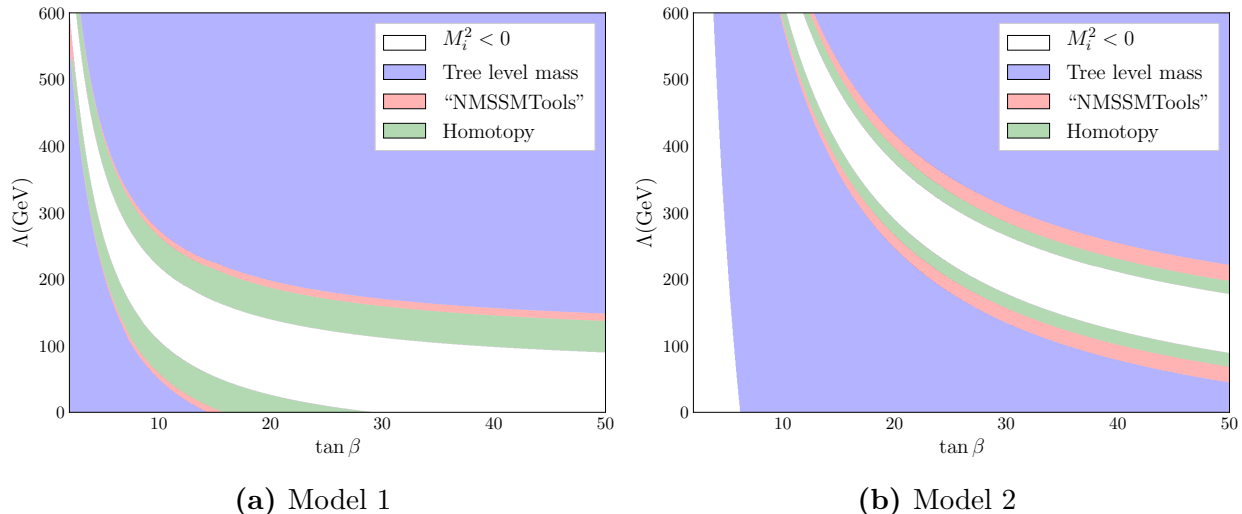 600
500
400
300
200
100
0
Λ(GeV)
10
20
30
40
50
tan β
M_i^2 < 0
Tree level mass
“NMSSMTools”
Homotopy
(a) Model 1
600
500
400
300
200
100
0
Λ(GeV)
10
20
30
40
50
tan β
M_i^2 < 0
Tree level mass
“NMSSMTools”
Homotopy
(b) Model 2